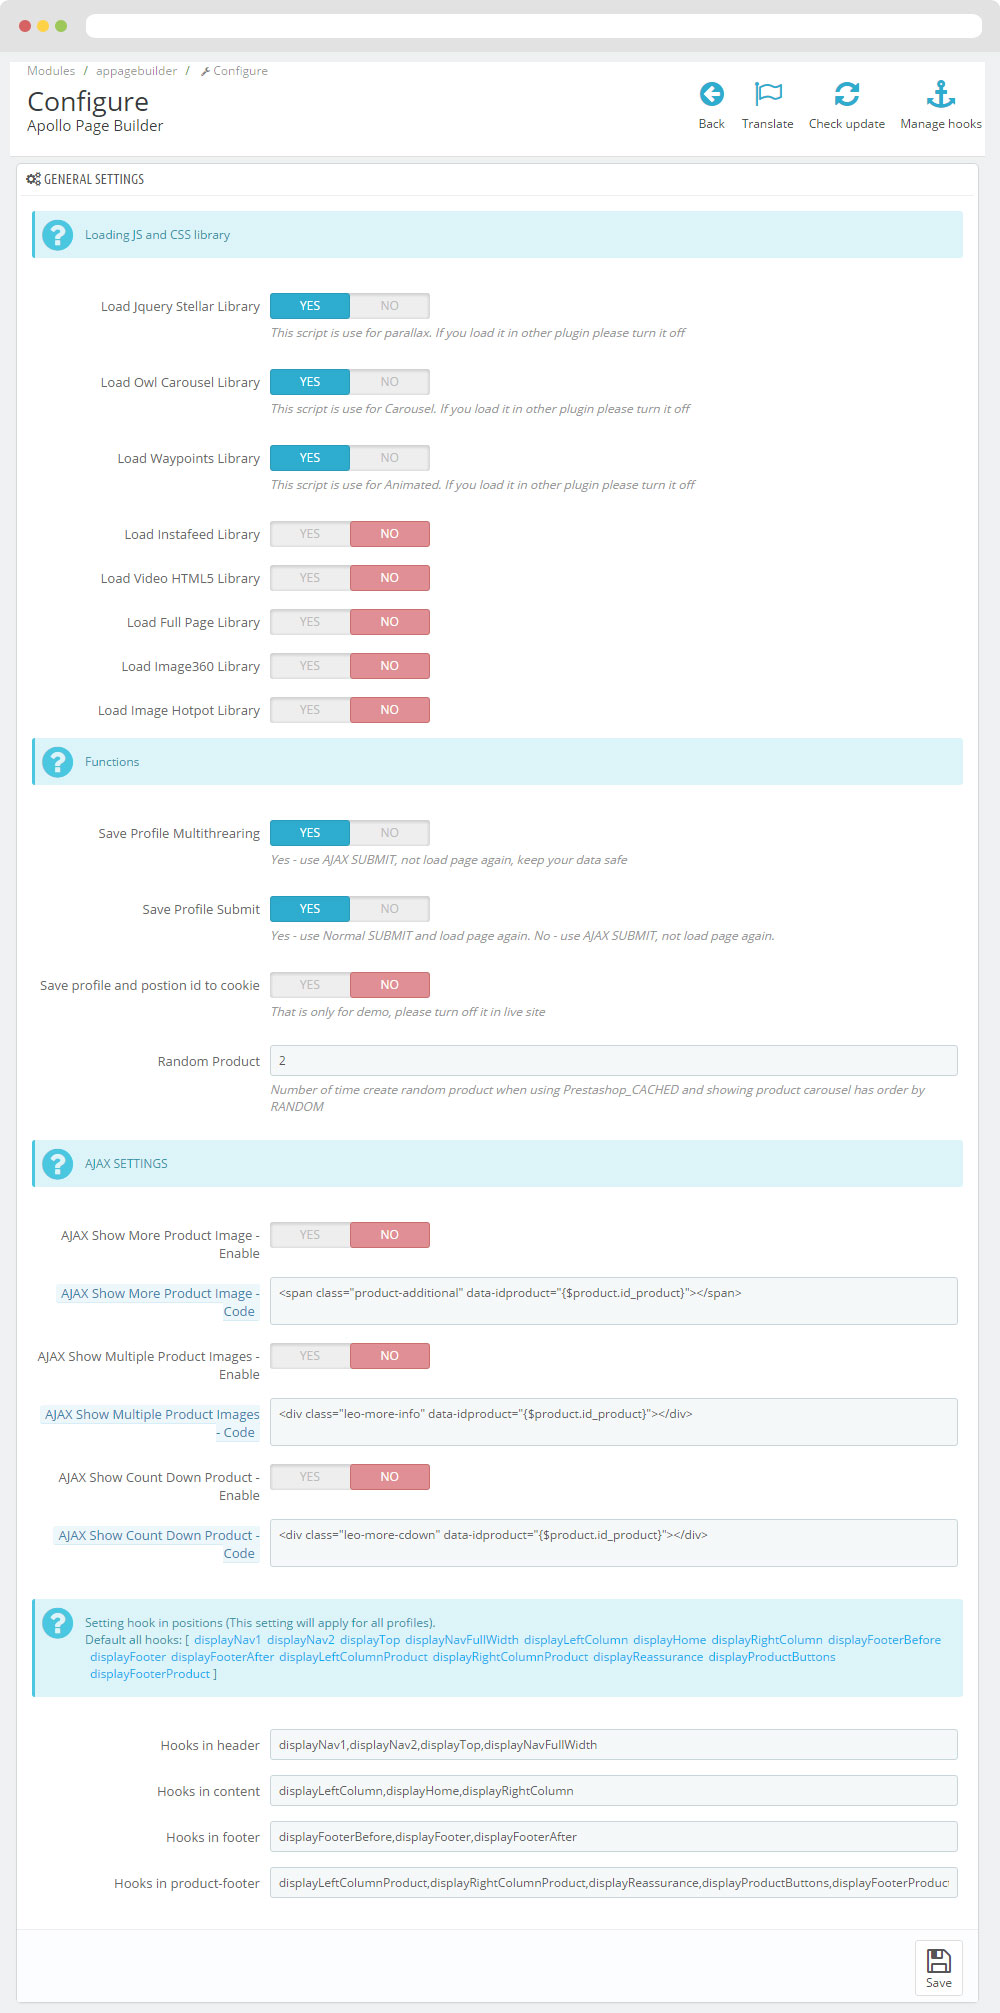 Modules / appagebuilder / Configure
Configure
Apollo Page Builder
Back
Translate
Check update
Manage hooks
GENERAL SETTINGS
Loading JS and CSS library
Load Jquery Stellar Library YES NO
This script is use for parallax. If you load it in other plugin please turn it off
Load Owl Carousel Library YES NO
This script is use for Carousel. If you load it in other plugin please turn it off
Load Waypoints Library YES NO
This script is use for Animated. If you load it in other plugin please turn it off
Load Instafeed Library YES NO
Load Video HTML5 Library YES NO
Load Full Page Library YES NO
Load Image360 Library YES NO
Load Image Hotpot Library YES NO
Functions
Save Profile Multithrearing YES NO
Yes - use AJAX SUBMIT, not load page again, keep your data safe
Save Profile Submit YES NO
Yes - use Normal SUBMIT and load page again. No - use AJAX SUBMIT, not load page again.
Save profile and postion id to cookie YES NO
That is only for demo, please turn off it in live site
Random Product 2
Number of time create random product when using Prestashop_CACHED and showing product carousel has order by
RANDOM
AJAX SETTINGS
AJAX Show More Product Image - YES NO
Enable
AJAX Show More Product Image - <span class="product-additional" data-idproduct="{$product.id_product}"></span>
Code
AJAX Show Multiple Product Images - YES NO
Enable
AJAX Show Multiple Product Images <div class="leo-more-info" data-idproduct="{$product.id_product}"></div>
- Code
AJAX Show Count Down Product - YES NO
Enable
AJAX Show Count Down Product - <div class="leo-more-cdown" data-idproduct="{$product.id_product}"></div>
Code
Setting hook in positions (This setting will apply for all profiles).
Default all hooks: [ displayNav1 displayNav2 displayTop displayNavFullWidth displayLeftColumn displayHome displayRightColumn displayFooterBefore
displayFooter displayFooterAfter displayLeftColumnProduct displayRightColumnProduct displayReassurance displayProductButtons
displayFooterProduct ]
Hooks in header displayNav1,displayNav2,displayTop,displayNavFullWidth
Hooks in content displayLeftColumn,displayHome,displayRightColumn
Hooks in footer displayFooterBefore,displayFooter,displayFooterAfter
Hooks in product-footer displayLeftColumnProduct,displayRightColumnProduct,displayReassurance,displayProductButtons,displayFooterProduct
Save